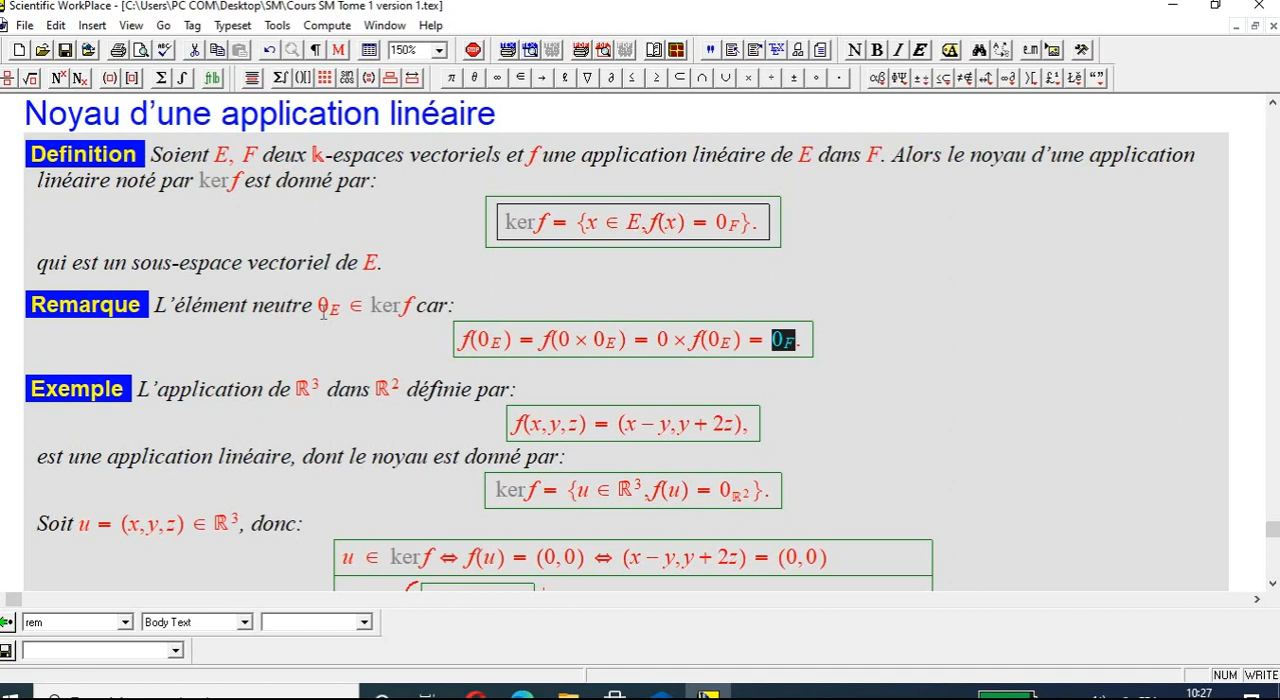 Scientific WorkPlace - [C:\Users\PC COM\Desktop\SM\Cours SM Tome 1 version 1.tex]
File Edit Insert View Go Tag Typeset Tools Compute Window Help
150%
Noyau d'une application linéaire
Definition Soient E, F deux 𝕜-espaces vectoriels et f une application linéaire de E dans F. Alors le noyau d'une application
linéaire noté par ker f est donné par:
ker f = {x ∈ E, f(x) = 0_F}.
qui est un sous-espace vectoriel de E.
Remarque L'élément neutre 0_E ∈ ker f car:
f(0_E) = f(0 × 0_E) = 0 × f(0_E) = 0_F.
Exemple L'application de ℝ³ dans ℝ² définie par:
f(x,y,z) = (x − y, y + 2z),
est une application linéaire, dont le noyau est donné par:
ker f = {u ∈ ℝ³, f(u) = 0_ℝ²}.
Soit u = (x,y,z) ∈ ℝ³, donc:
u ∈ ker f ⇔ f(u) = (0,0) ⇔ (x − y, y + 2z) = (0,0)
rem Body Text
NUM WRITE
10:27